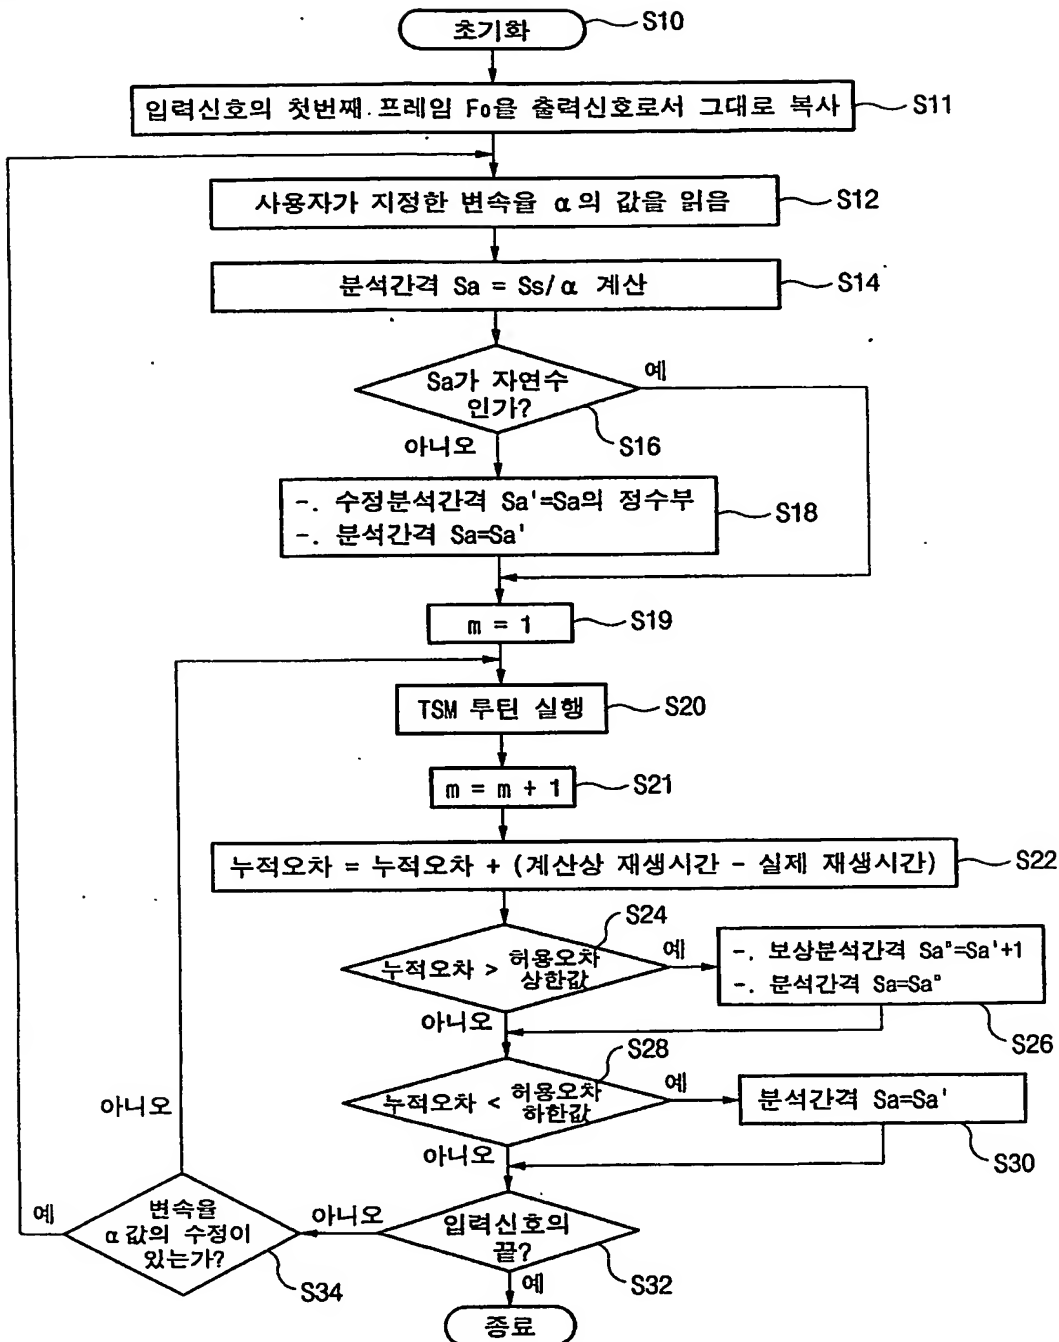 초기화
S10
입력신호의 첫번째 프레임 F0을 출력신호로서 그대로 복사
S11
사용자가 지정한 변속율 α의 값을 읽음
S12
분석간격 Sa = Ss/α 계산
S14
Sa가 자연수
인가?
예
S16
아니오
-. 수정분석간격 Sa'=Sa의 정수부
-. 분석간격 Sa=Sa'
S18
m = 1
S19
TSM 루틴 실행
S20
m = m + 1
S21
누적오차 = 누적오차 + (계산상 재생시간 - 실제 재생시간)
S22
S24
누적오차 > 허용오차
상한값
예
-. 보상분석간격 Sa"=Sa'+1
-. 분석간격 Sa=Sa"
S26
아니오
S28
누적오차 < 허용오차
하한값
예
분석간격 Sa=Sa'
S30
아니오
아니오
입력신호의
끝?
S32
아니오
변속율
α 값의 수정이
있는가?
S34
예
예
종료